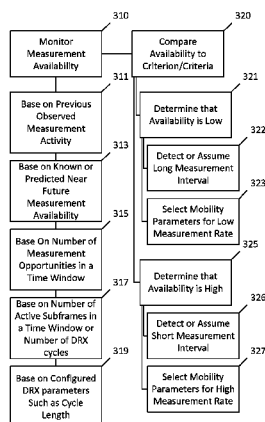 310
Monitor
Measurement
Availability
311
Base on Previous
Observed
Measurement
Activity
313
Base on Known or
Predicted Near
Future
Measurement
Availability
315
Base On Number of
Measurement
Opportunities in a
Time Window
317
Base on Number of
Active Subframes in
a Time Window or
Number of DRX
cycles
319
Base on Configured
DRX parameters
Such as Cycle
Length
320
Compare
Availability to
Criterion/Criteria
321
Determine that
Availability is Low
322
Detect or Assume
Long Measurement
Interval
323
Select Mobility
Parameters for Low
Measurement Rate
325
Determine that
Availability is High
326
Detect or Assume
Short Measurement
Interval
327
Select Mobility
Parameters for High
Measurement Rate